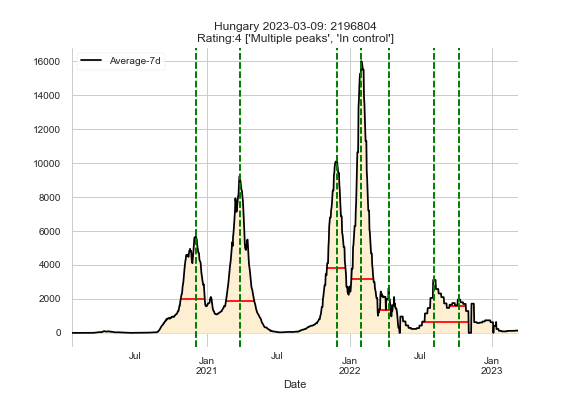 Hungary 2023-03-09: 2196804
Rating:4 ['Multiple peaks', 'In control']
Average-7d
16000
14000
12000
10000
8000
6000
4000
2000
0
Jul
Jan
2021
Jul
Jan
2022
Jul
Jan
2023
Date